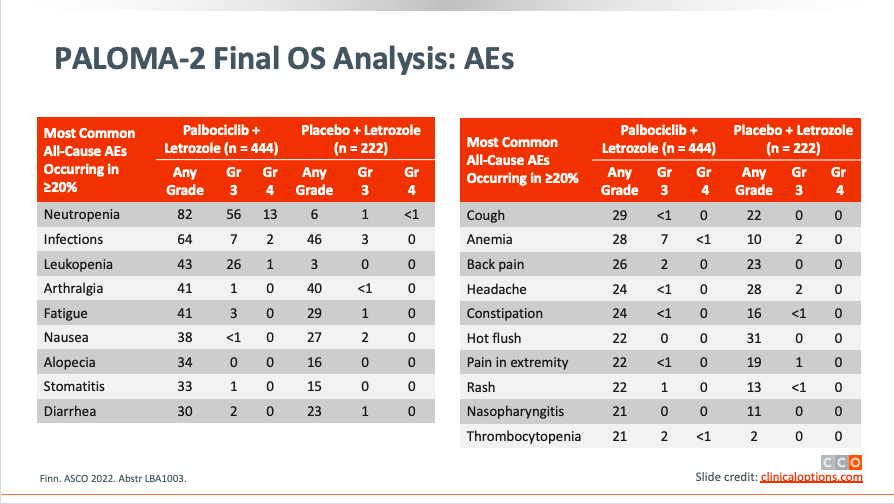 PALOMA-2 Final OS Analysis: AEs
Most Common All-Cause AEs Occurring in ≥20% | Palbociclib + Letrozole (n = 444) | Placebo + Letrozole (n = 222)
Any Grade | Gr 3 | Gr 4 | Any Grade | Gr 3 | Gr 4
Neutropenia 82 56 13 6 1 <1
Infections 64 7 2 46 3 0
Leukopenia 43 26 1 3 0 0
Arthralgia 41 1 0 40 <1 0
Fatigue 41 3 0 29 1 0
Nausea 38 <1 0 27 2 0
Alopecia 34 0 0 16 0 0
Stomatitis 33 1 0 15 0 0
Diarrhea 30 2 0 23 1 0
Most Common All-Cause AEs Occurring in ≥20% | Palbociclib + Letrozole (n = 444) | Placebo + Letrozole (n = 222)
Any Grade | Gr 3 | Gr 4 | Any Grade | Gr 3 | Gr 4
Cough 29 <1 0 22 0 0
Anemia 28 7 <1 10 2 0
Back pain 26 2 0 23 0 0
Headache 24 <1 0 28 2 0
Constipation 24 <1 0 16 <1 0
Hot flush 22 0 0 31 0 0
Pain in extremity 22 <1 0 19 1 0
Rash 22 1 0 13 <1 0
Nasopharyngitis 21 0 0 11 0 0
Thrombocytopenia 21 2 <1 2 0 0
Finn. ASCO 2022. Abstr LBA1003.
CCO
Slide credit: clinicaloptions.com